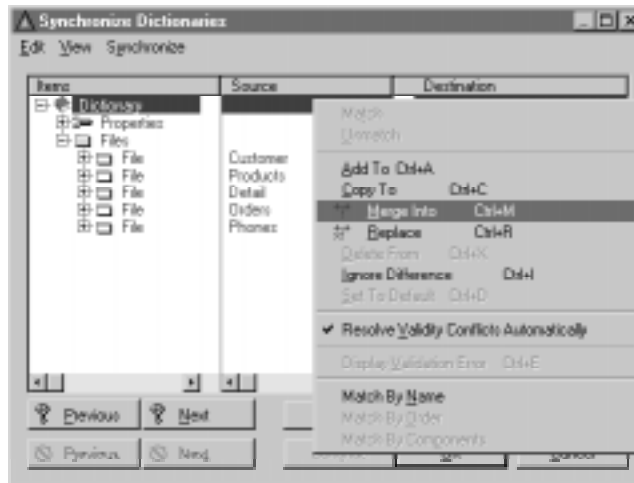 Synchronize Dictionaries
Edit View Synchronize
Items Source Destination
Dictionary
Properties
Files
File Customer
File Products
File Detail
File Orders
File Phones
Match
Unmatch
Add To Ctrl+A
Copy To Ctrl+C
Merge Into Ctrl+M
Replace Ctrl+R
Delete From Ctrl+X
Ignore Difference Ctrl+I
Set To Default Ctrl+D
Resolve Validity Conflicts Automatically
Display Validation Error Ctrl+E
Match By Name
Match By Order
Match By Components
Previous Next
Previous Next